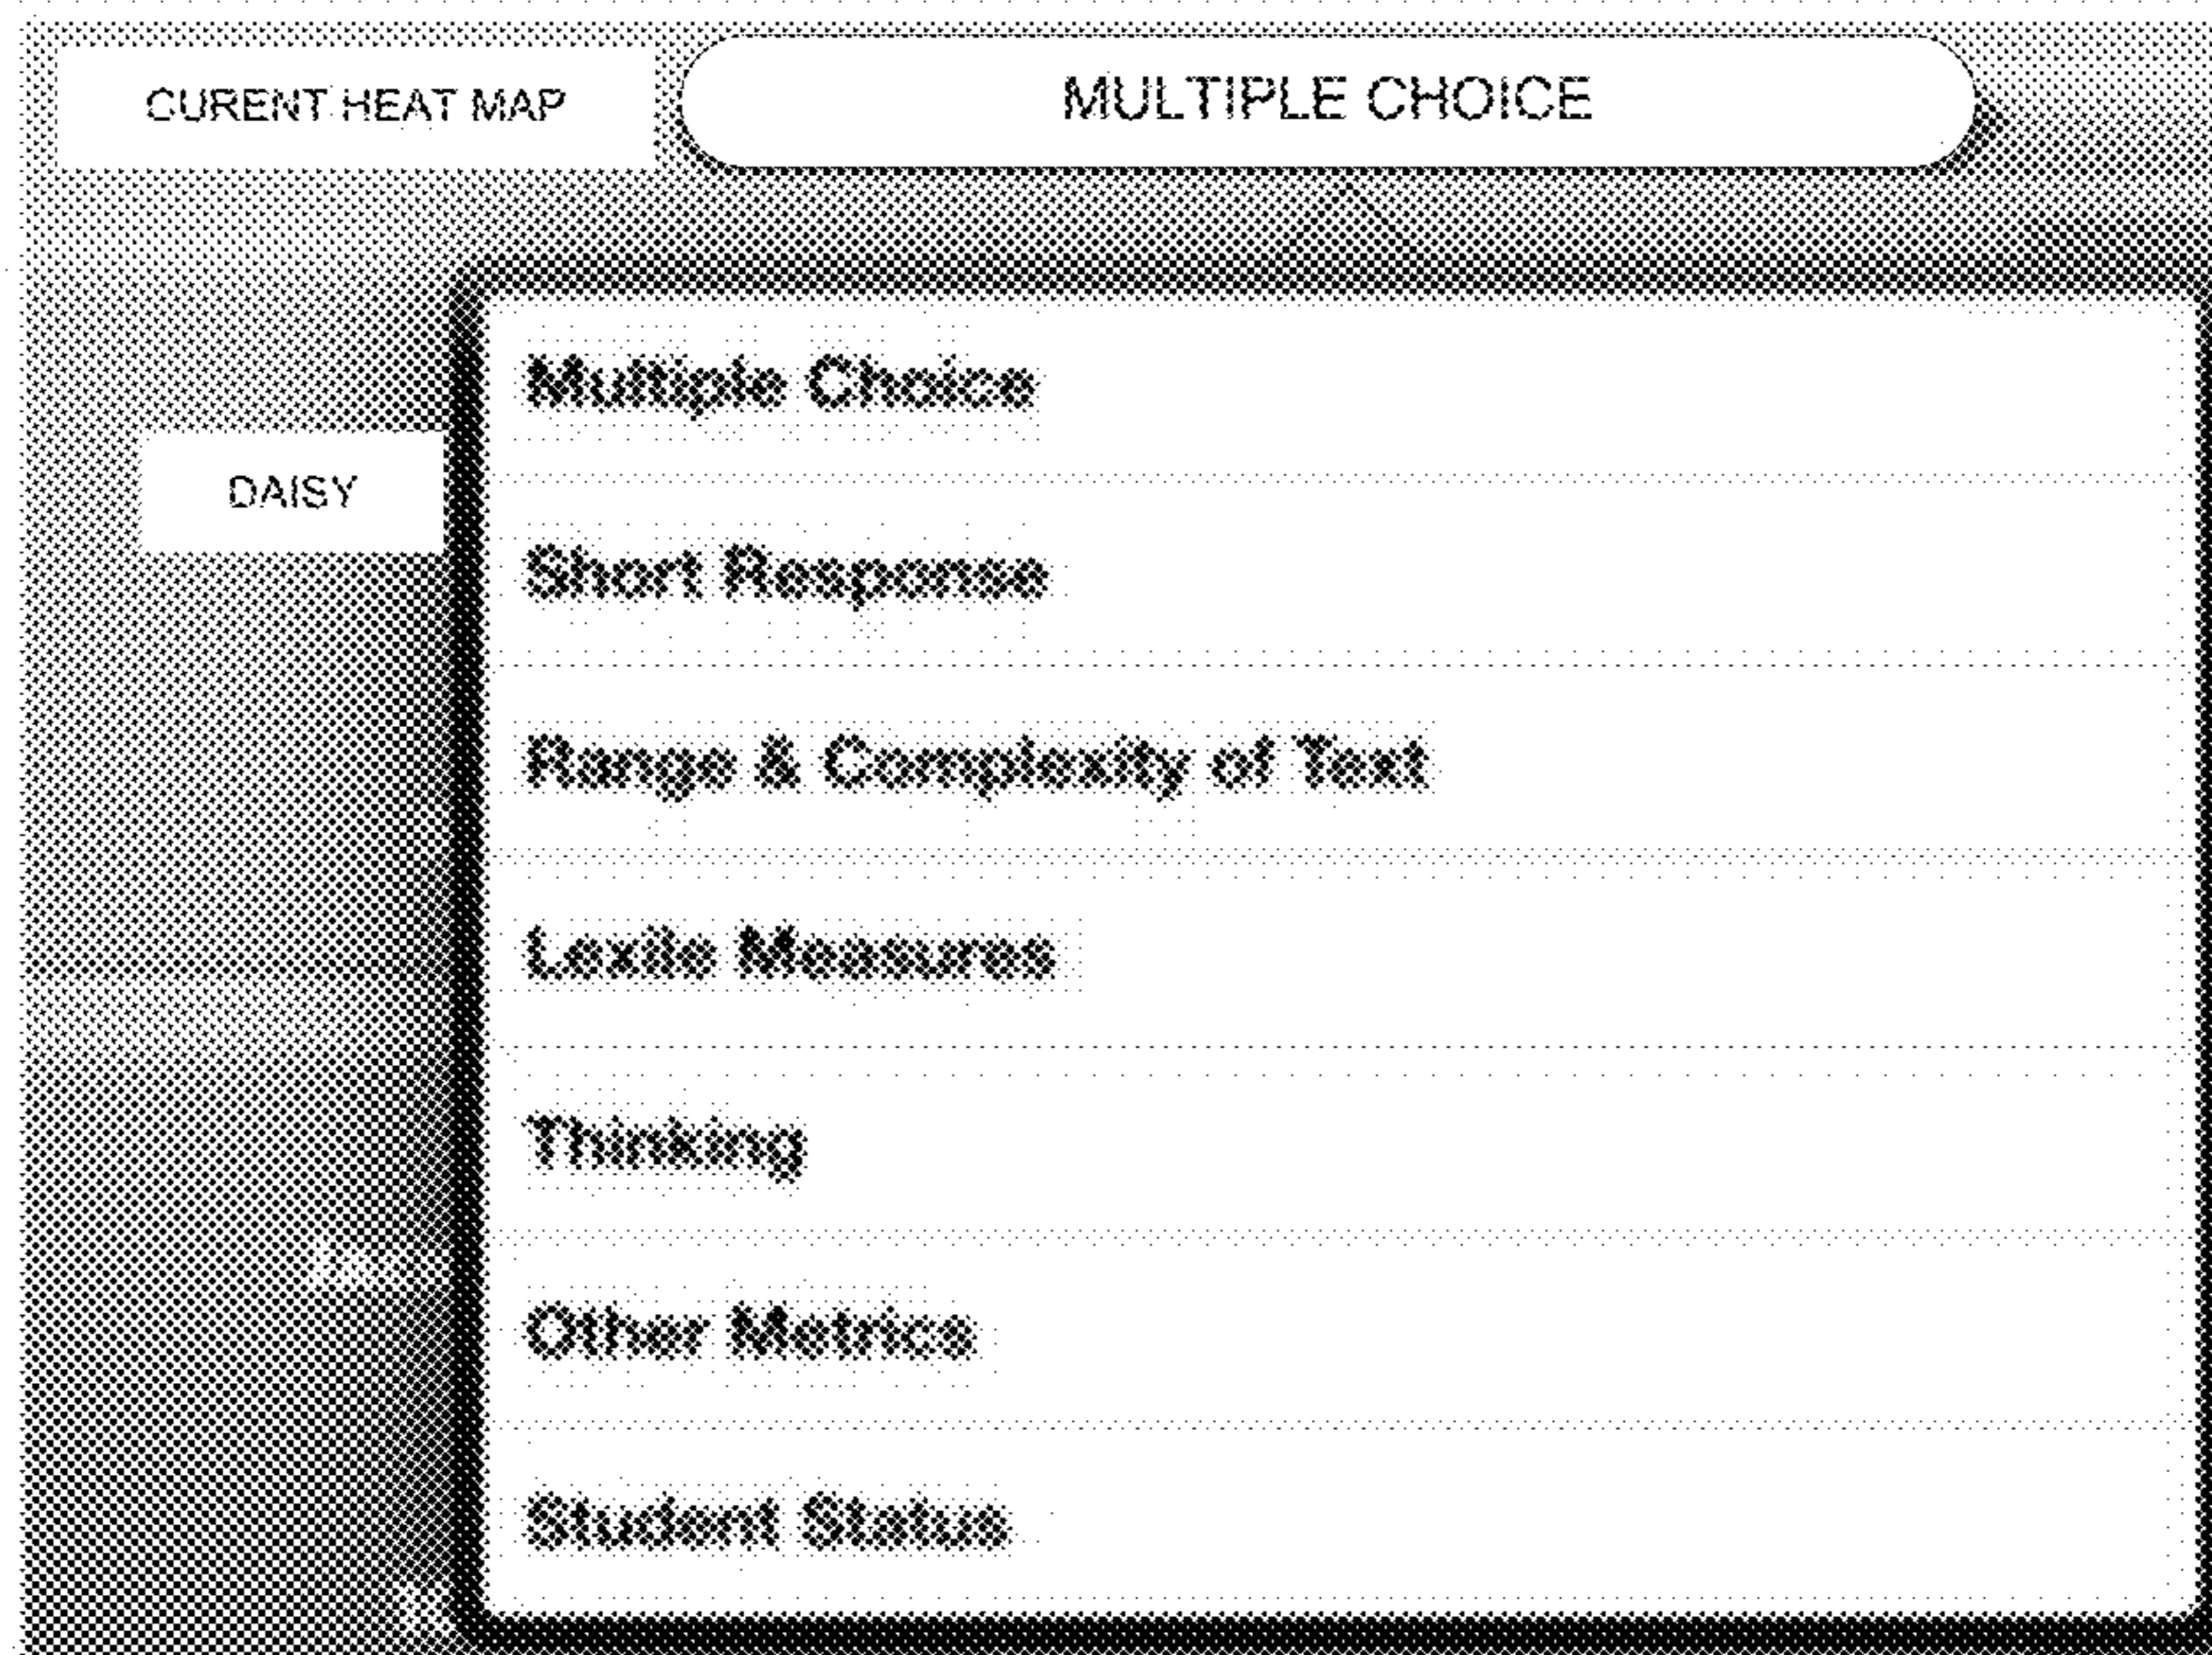 CURENT HEAT MAP
MULTIPLE CHOICE
DAISY
Multiple Choice
Short Response
Range & Complexity of Text
Lexile Measures
Thinking
Other Metrics
Student Status